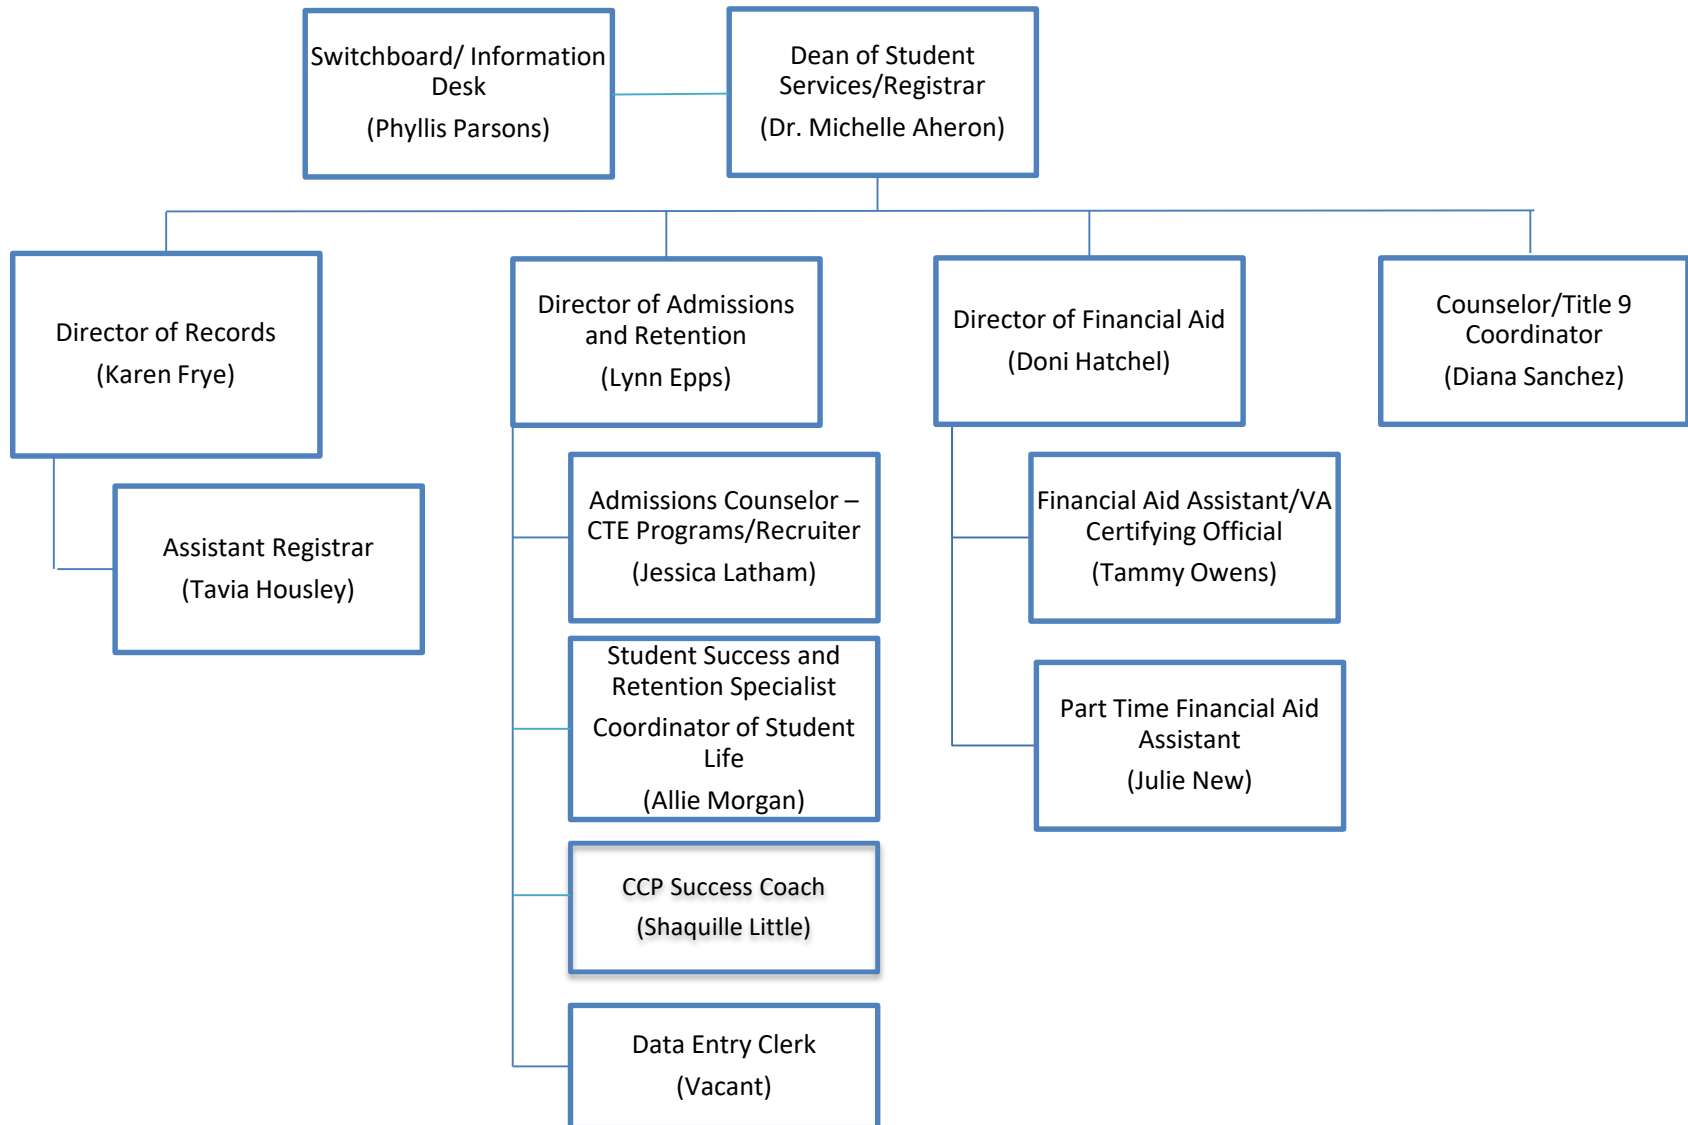 Switchboard/ Information
Desk
(Phyllis Parsons)
Dean of Student
Services/Registrar
(Dr. Michelle Aheron)
Director of Records
(Karen Frye)
Director of Admissions
and Retention
(Lynn Epps)
Director of Financial Aid
(Doni Hatchel)
Counselor/Title 9
Coordinator
(Diana Sanchez)
Assistant Registrar
(Tavia Housley)
Admissions Counselor –
CTE Programs/Recruiter
(Jessica Latham)
Student Success and
Retention Specialist
Coordinator of Student
Life
(Allie Morgan)
CCP Success Coach
(Shaquille Little)
Data Entry Clerk
(Vacant)
Financial Aid Assistant/VA
Certifying Official
(Tammy Owens)
Part Time Financial Aid
Assistant
(Julie New)